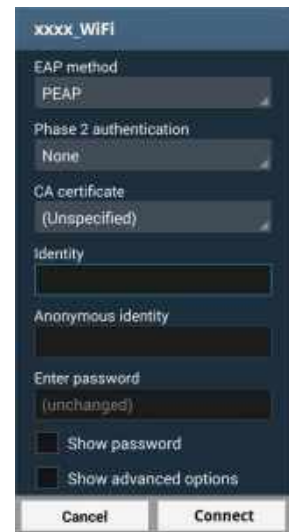 xxxx_WiFi
EAP method
PEAP
Phase 2 authentication
None
CA certificate
(Unspecified)
Identity
Anonymous identity
Enter password
(unchanged)
Show password
Show advanced options
Cancel Connect